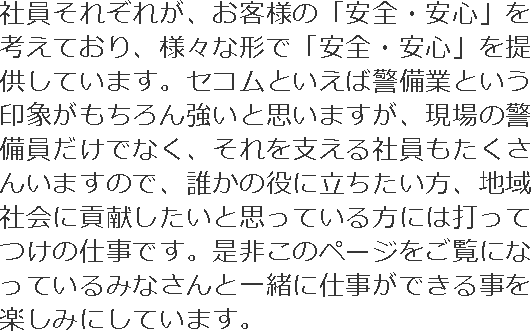 社員それぞれが、お客様の「安全・安心」を
考えており、様々な形で「安全・安心」を提
供しています。セコムといえば警備業という
印象がもちろん強いと思いますが、現場の警
備員だけでなく、それを支える社員もたくさ
んいますので、誰かの役に立ちたい方、地域
社会に貢献したいと思っている方には打って
つけの仕事です。是非このページをご覧にな
っているみなさんと一緒に仕事ができる事を
楽しみにしています。